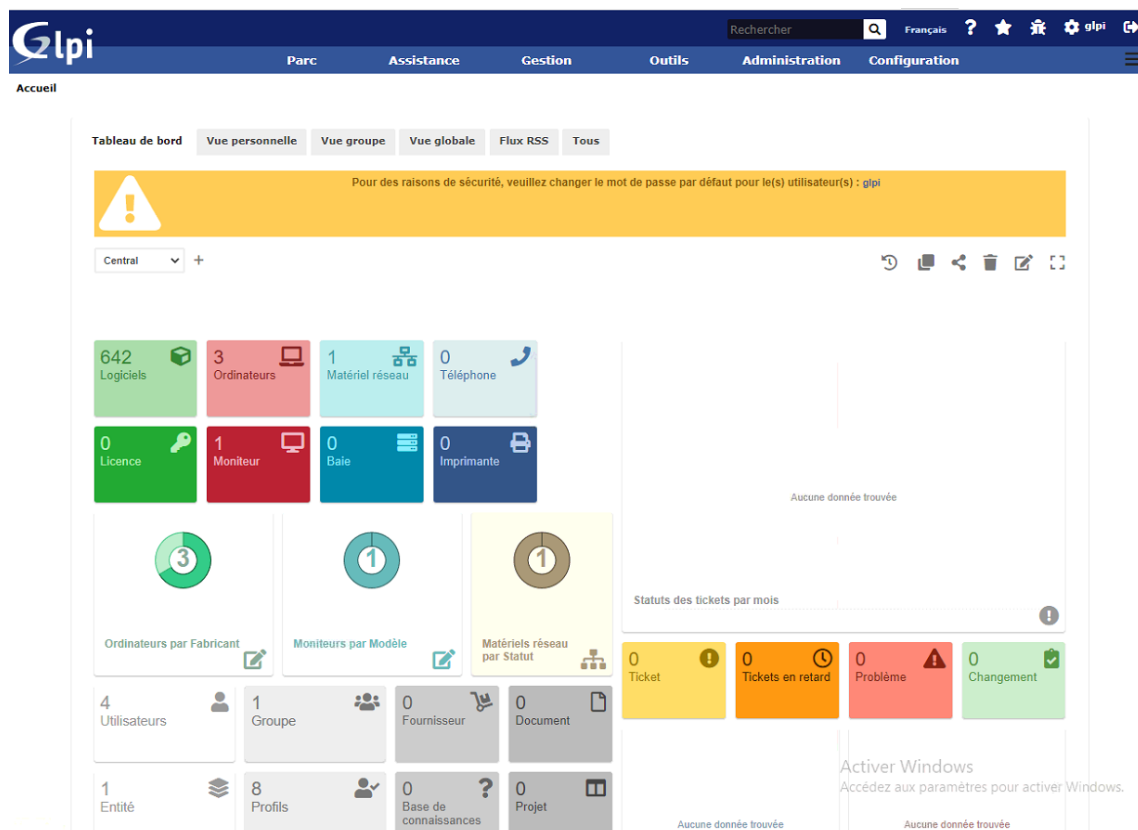 Glpi
Rechercher
Français
?
glpi
Parc
Assistance
Gestion
Outils
Administration
Configuration
Accueil
Tableau de bord
Vue personnelle
Vue groupe
Vue globale
Flux RSS
Tous
Pour des raisons de sécurité, veuillez changer le mot de passe par défaut pour le(s) utilisateur(s) : glpi
Central
+
642
Logiciels
3
Ordinateurs
1
Matériel réseau
0
Téléphone
0
Licence
1
Moniteur
0
Baie
0
Imprimante
Aucune donnée trouvée
Statuts des tickets par mois
3
Ordinateurs par Fabricant
1
Moniteurs par Modèle
1
Matériels réseau
par Statut
0
Ticket
0
Tickets en retard
0
Problème
0
Changement
4
Utilisateurs
1
Groupe
0
Fournisseur
0
Document
1
Entité
8
Profils
0
?
Base de
connaissances
0
Projet
Aucune donnée trouvée
Aucune donnée trouvée
Activer Windows
Accédez aux paramètres pour activer Windows.